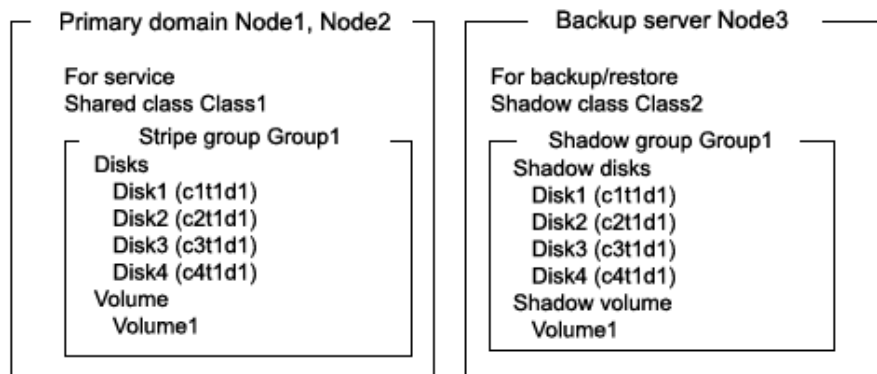 Primary domain Node1, Node2
For service
Shared class Class1
Stripe group Group1
Disks
Disk1 (c1t1d1)
Disk2 (c2t1d1)
Disk3 (c3t1d1)
Disk4 (c4t1d1)
Volume
Volume1
Backup server Node3
For backup/restore
Shadow class Class2
Shadow group Group1
Shadow disks
Disk1 (c1t1d1)
Disk2 (c2t1d1)
Disk3 (c3t1d1)
Disk4 (c4t1d1)
Shadow volume
Volume1